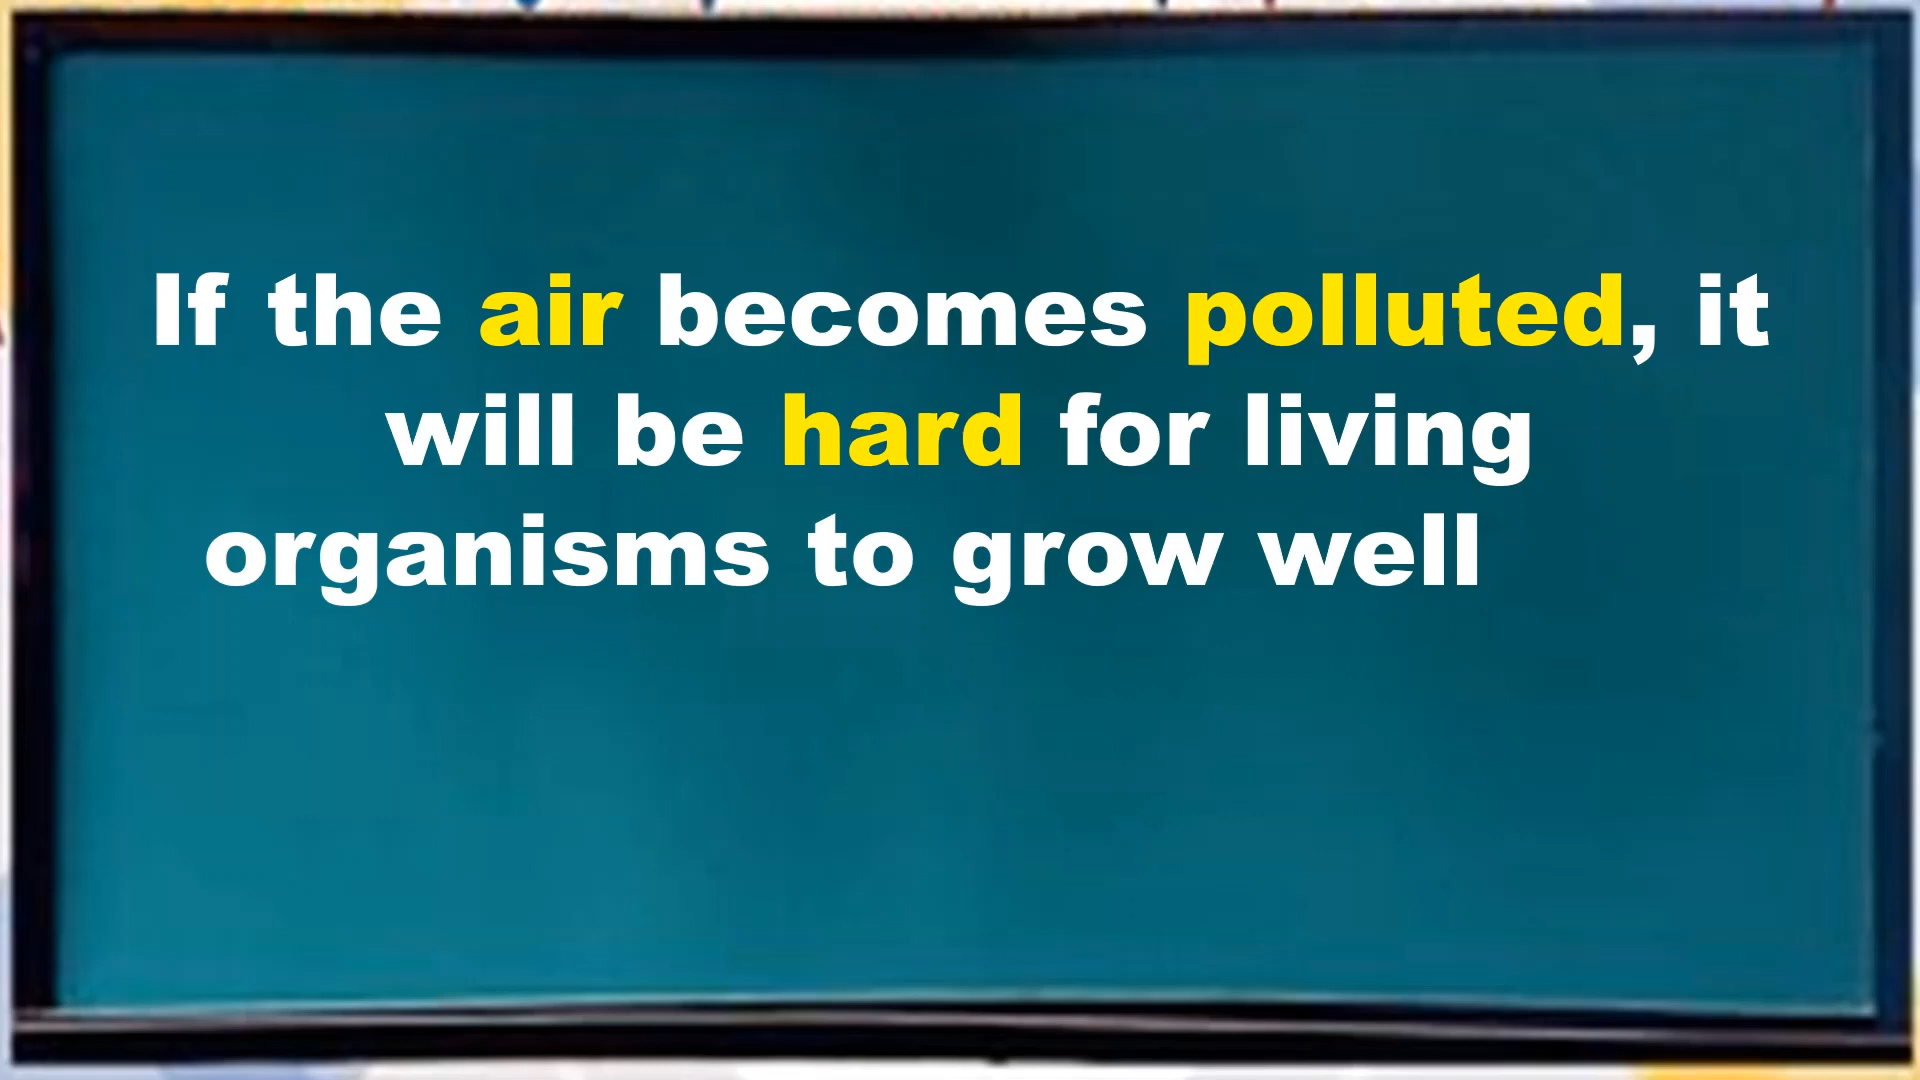 If the air becomes polluted, it
will be hard for living
organisms to grow well